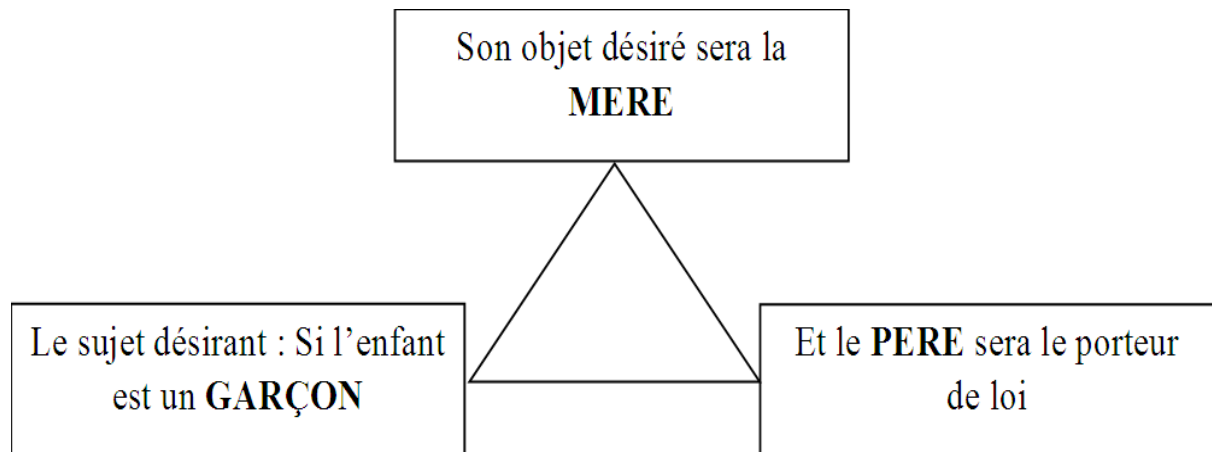 Son objet désiré sera la
MERE
Le sujet désirant : Si l’enfant
est un GARÇON
Et le PERE sera le porteur
de loi